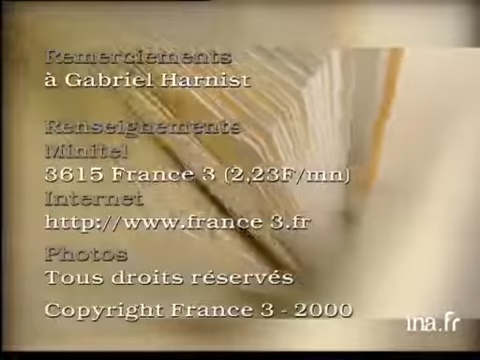 Remerciements
à Gabriel Harnist
Renseignements
Minitel
3615 France 3 (2,23F/mn)
Internet
http://www.france 3.fr
Photos
Tous droits réservés
Copyright France 3 - 2000
ina.fr